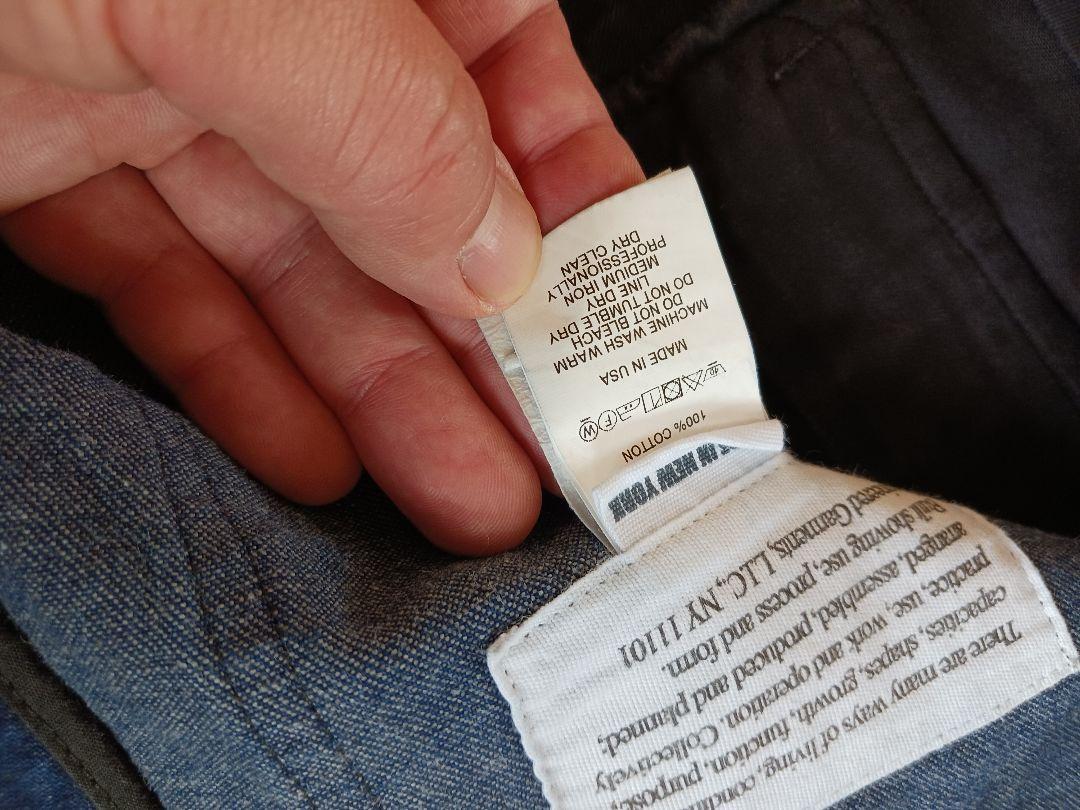 There are many ways of living,
capacities, shapes, growth, function, purpose,
practice, use, work and operation. Collectively
arranged, assembled, produced and planned;
Built showing use, process and form.
Garments, LLC., NY 11101
IN NEW YORK
100% COTTON
W F
MADE IN USA
MACHINE WASH WARM
DO NOT BLEACH
DO NOT TUMBLE DRY
LINE DRY
MEDIUM IRON
PROFESSIONALLY
DRY CLEAN